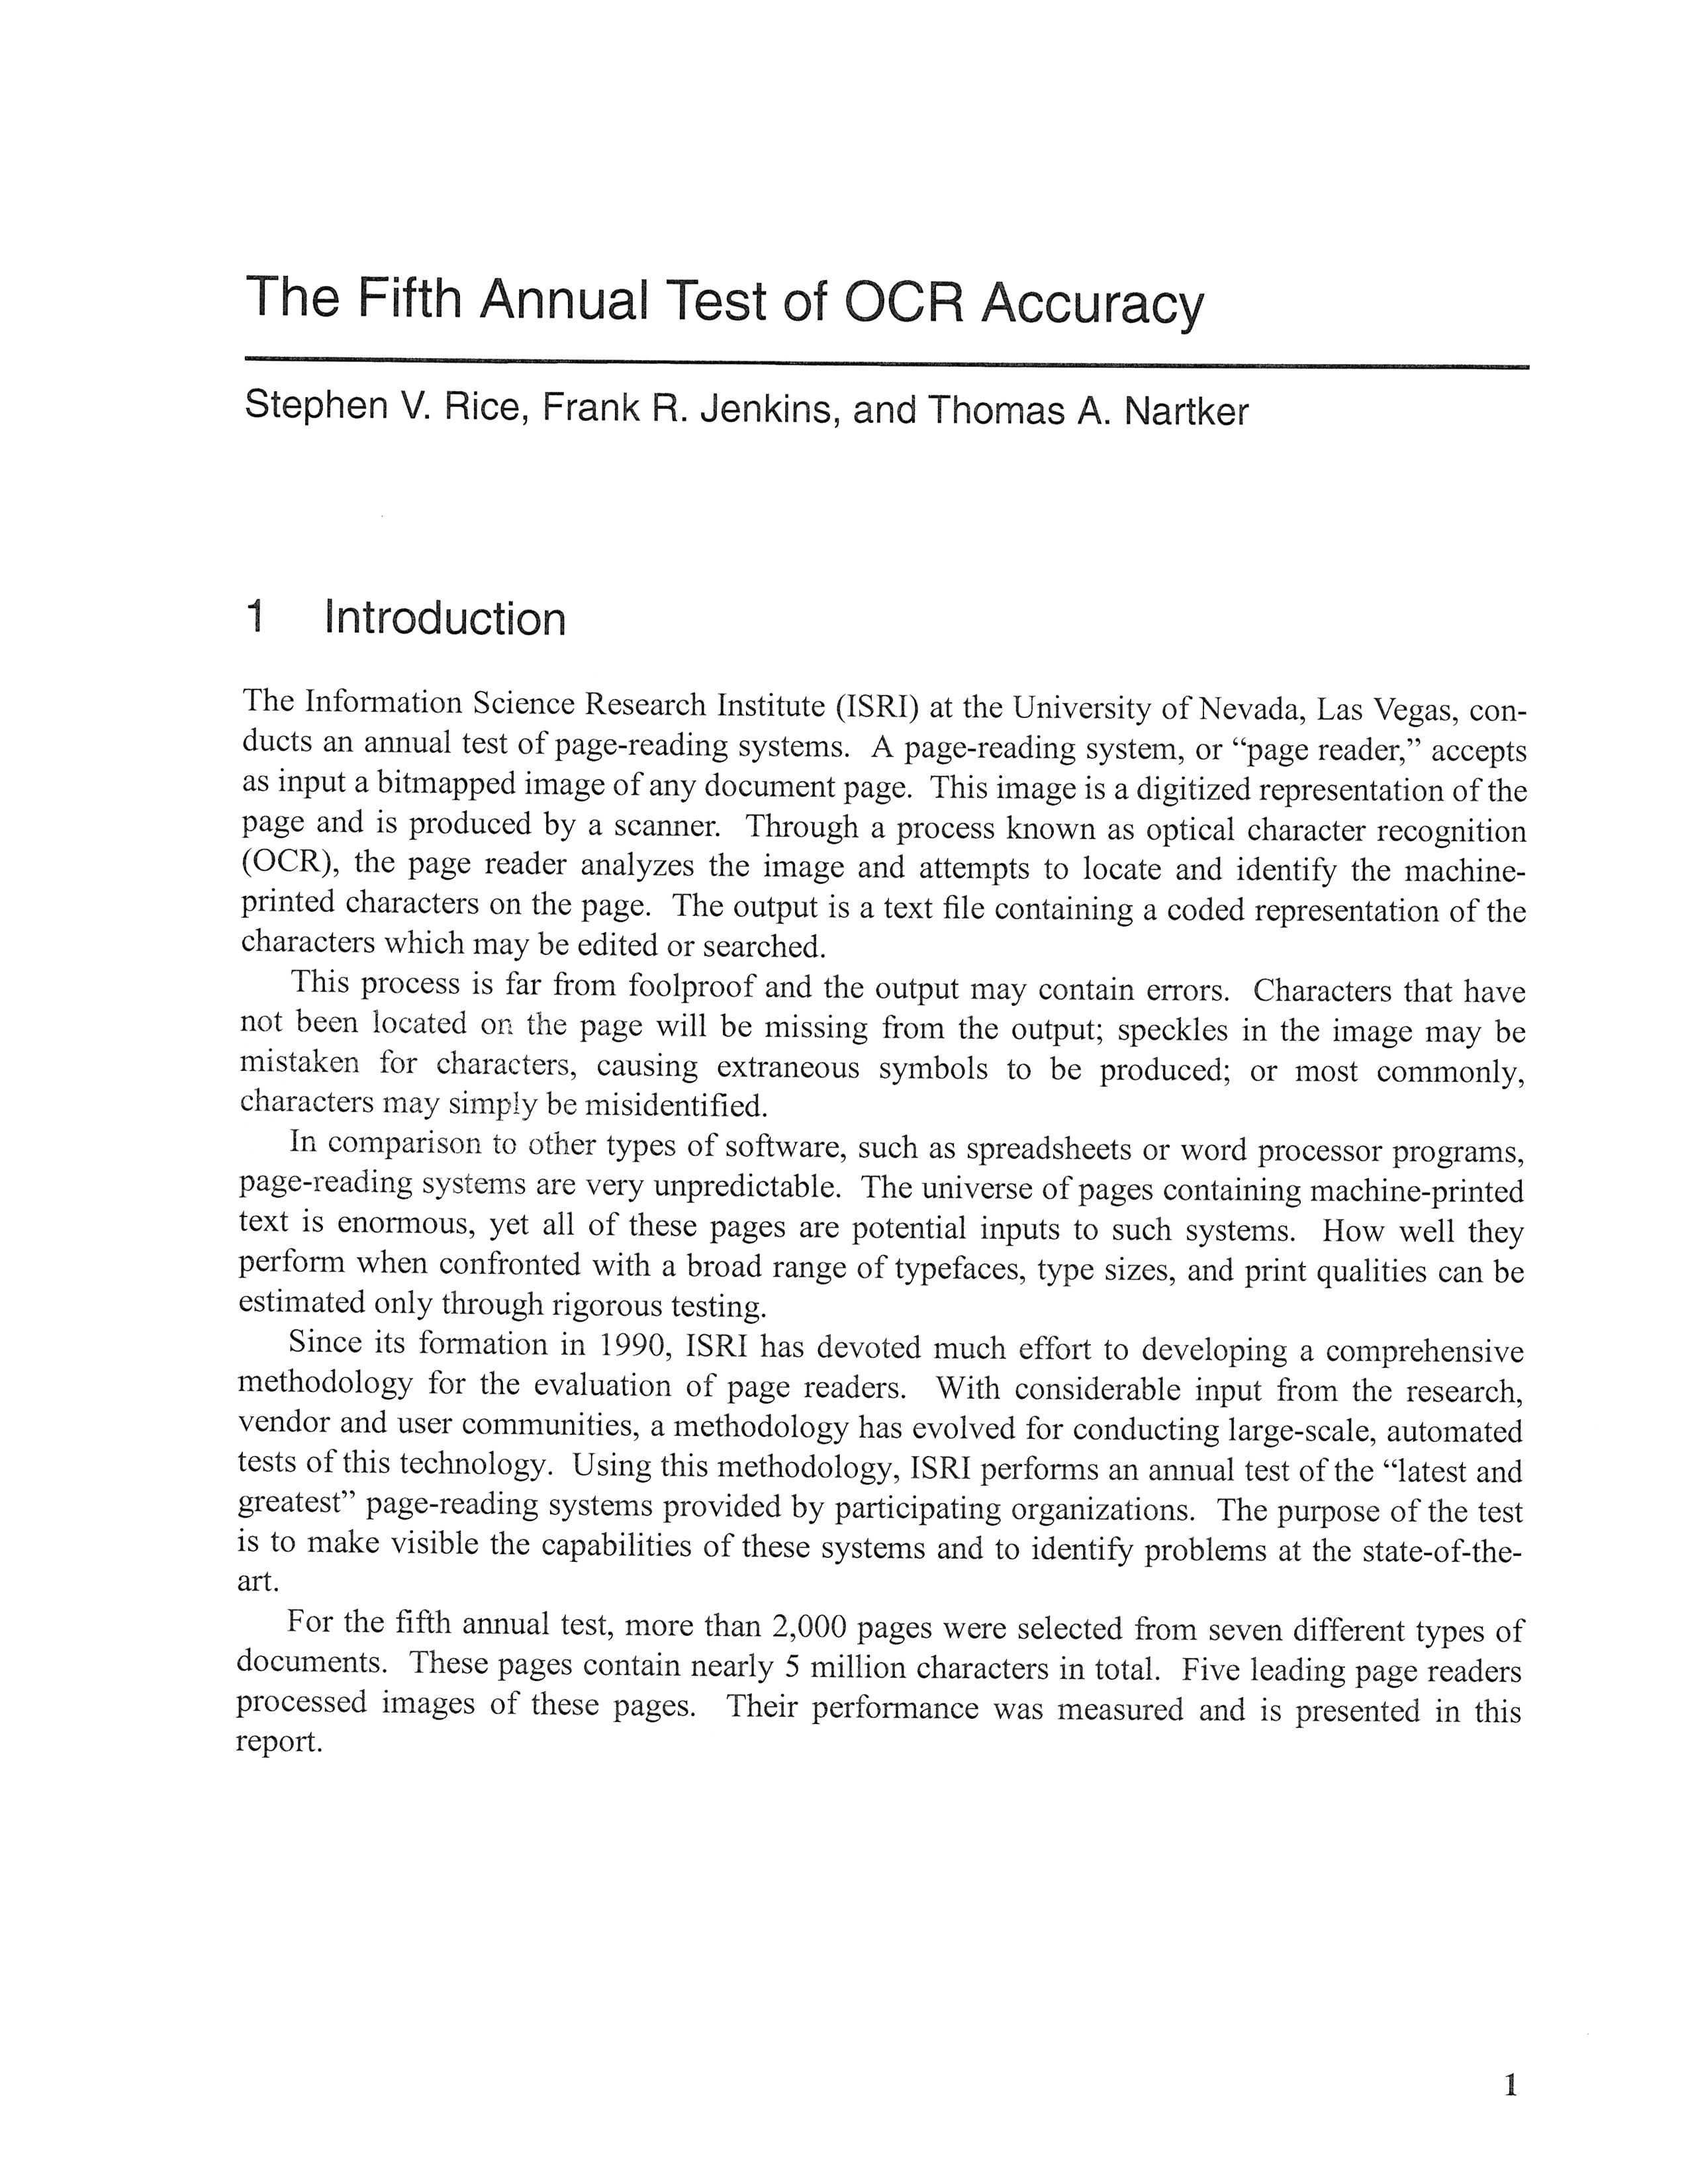 The Fifth Annual Test of OCR Accuracy
Stephen V. Rice, Frank R. Jenkins, and Thomas A. Nartker
1 Introduction
The Information Science Research Institute (ISRI) at the University of Nevada, Las Vegas, con-
ducts an annual test of page-reading systems. A page-reading system, or “page reader,” accepts
as input a bitmapped image of any document page. This image is a digitized representation of the
page and is produced by a scanner. Through a process known as optical character recognition
(OCR), the page reader analyzes the image and attempts to locate and identify the machine-
printed characters on the page. The output is a text file containing a coded representation of the
characters which may be edited or searched.
This process is far from foolproof and the output may contain errors. Characters that have
not been located on the page will be missing from the output; speckles in the image may be
mistaken for characters, causing extraneous symbols to be produced; or most commonly,
characters may simply be misidentified.
In comparison to other types of software, such as spreadsheets or word processor programs,
page-reading systems are very unpredictable. The universe of pages containing machine-printed
text is enormous, yet all of these pages are potential inputs to such systems. How well they
perform when confronted with a broad range of typefaces, type sizes, and print qualities can be
estimated only through rigorous testing.
Since its formation in 1990, ISRI has devoted much effort to developing a comprehensive
methodology for the evaluation of page readers. With considerable input from the research,
vendor and user communities, a methodology has evolved for conducting large-scale, automated
tests of this technology. Using this methodology, ISRI performs an annual test of the “latest and
greatest” page-reading systems provided by participating organizations. The purpose of the test
is to make visible the capabilities of these systems and to identify problems at the state-of-the-
art.
For the fifth annual test, more than 2,000 pages were selected from seven different types of
documents. These pages contain nearly 5 million characters in total. Five leading page readers
processed images of these pages. Their performance was measured and is presented in this
report.
1